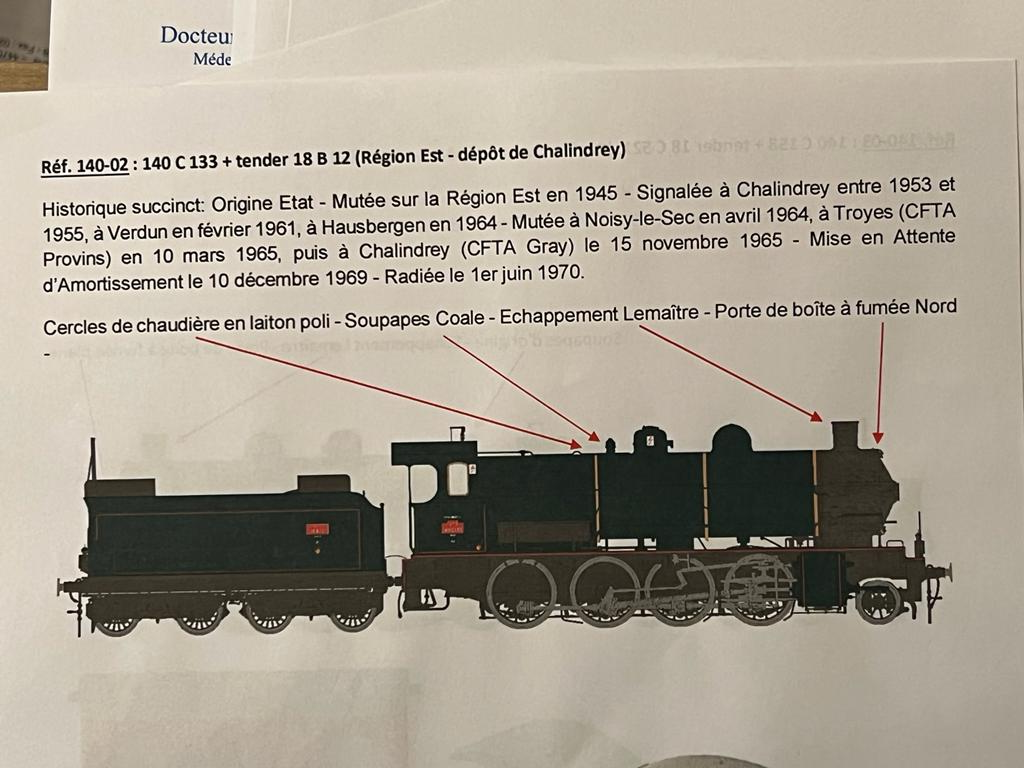 Docteu
Méde
Réf. 140-02 : 140 C 133 + tender 18 B 12 (Région Est - dépôt de Chalindrey)
Historique succinct: Origine Etat - Mutée sur la Région Est en 1945 - Signalée à Chalindrey entre 1953 et
1955, à Verdun en février 1961, à Hausbergen en 1964 - Mutée à Noisy-le-Sec en avril 1964, à Troyes (CFTA
Provins) en 10 mars 1965, puis à Chalindrey (CFTA Gray) le 15 novembre 1965 - Mise en Attente
d'Amortissement le 10 décembre 1969 - Radiée le 1er juin 1970.
Cercles de chaudière en laiton poli - Soupapes Coale - Echappement Lemaître - Porte de boîte à fumée Nord
-